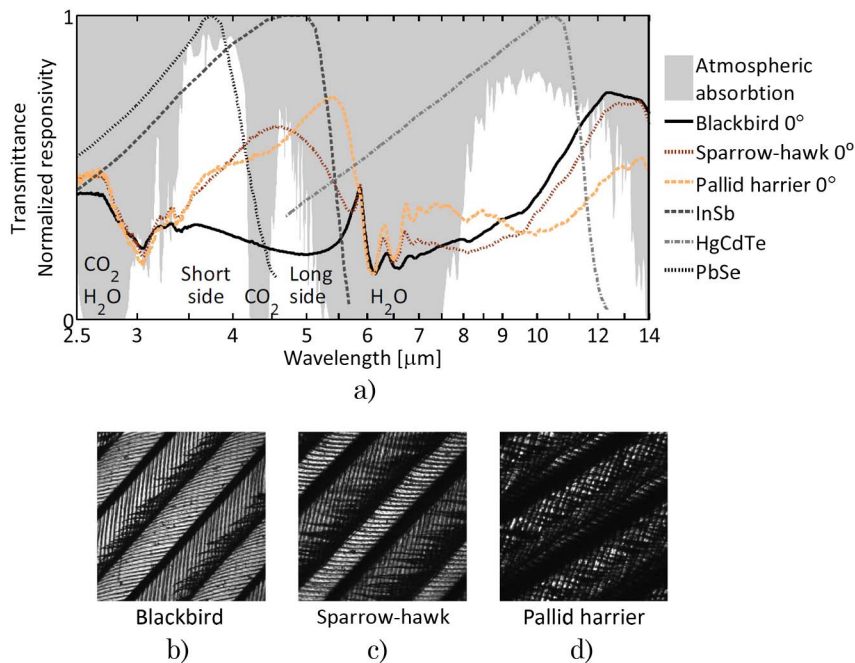 1
Transmittance
Normalized responsivity
0
CO2
H2O
Short
side
CO2
Long
side
H2O
2.5 3 4 5 6 7 8 9 10 11 12 14
Wavelength [μm]
Atmospheric
absorbtion
Blackbird 0°
Sparrow-hawk 0º
Pallid harrier 0°
InSb
HgCdTe
PbSe
a)
Blackbird Sparrow-hawk Pallid harrier
b) c) d)